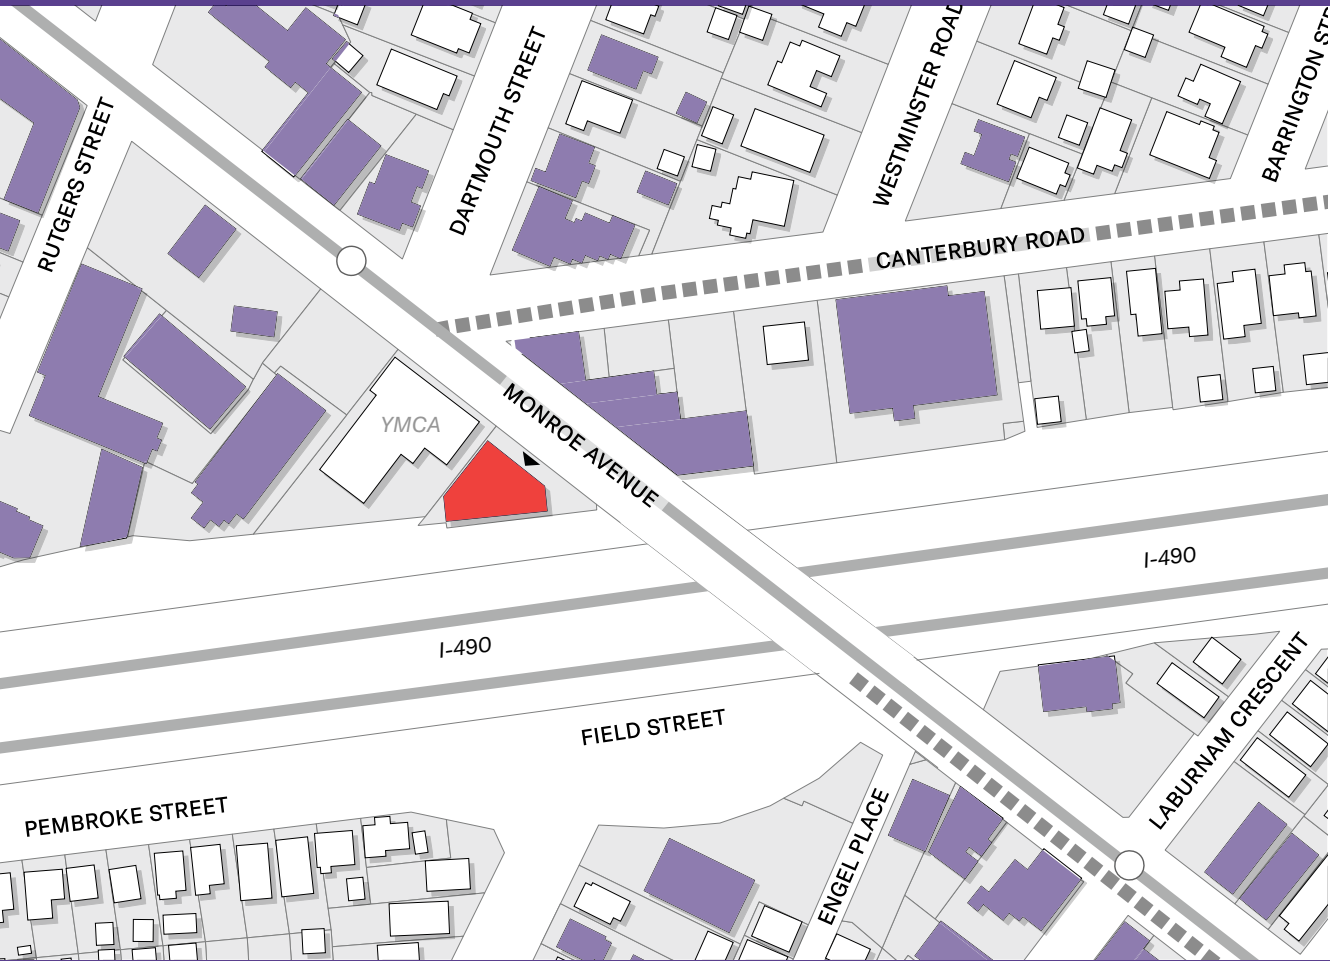 DARTMOUTH STREET
WESTMINSTER ROAD
BARRINGTON ST
RUTGERS STREET
CANTERBURY ROAD
YMCA
MONROE AVENUE
I-490
I-490
FIELD STREET
LABURNAM CRESCENT
PEMBROKE STREET
ENGEL PLACE